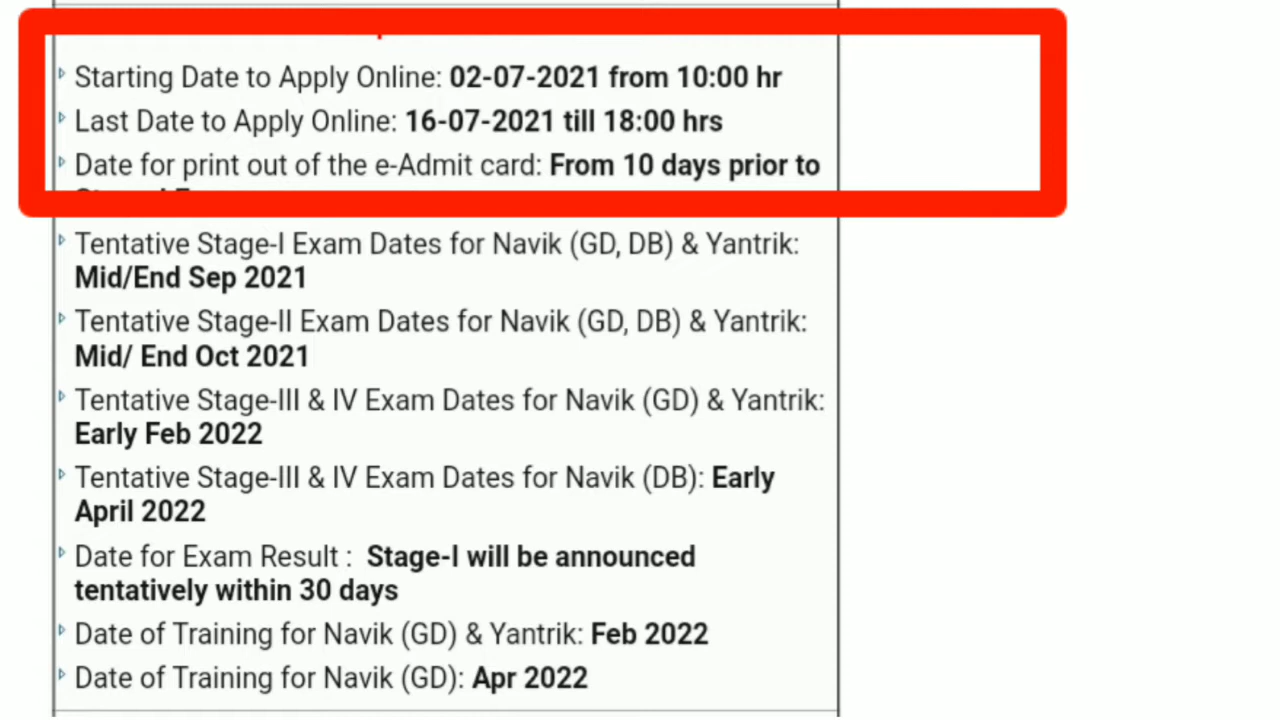 Starting Date to Apply Online: 02-07-2021 from 10:00 hr
Last Date to Apply Online: 16-07-2021 till 18:00 hrs
Date for print out of the e-Admit card: From 10 days prior to
Tentative Stage-I Exam Dates for Navik (GD, DB) & Yantrik:
Mid/End Sep 2021
Tentative Stage-II Exam Dates for Navik (GD, DB) & Yantrik:
Mid/ End Oct 2021
Tentative Stage-III & IV Exam Dates for Navik (GD) & Yantrik:
Early Feb 2022
Tentative Stage-III & IV Exam Dates for Navik (DB): Early
April 2022
Date for Exam Result : Stage-I will be announced
tentatively within 30 days
Date of Training for Navik (GD) & Yantrik: Feb 2022
Date of Training for Navik (GD): Apr 2022